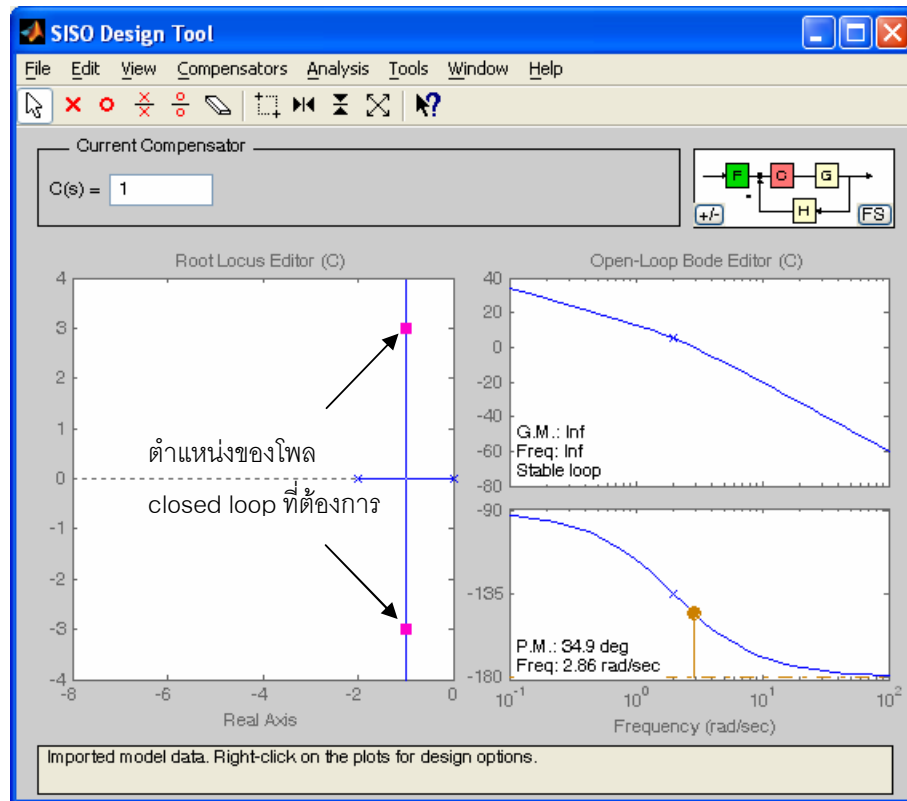 SISO Design Tool
File Edit View Compensators Analysis Tools Window Help
Current Compensator
C(s) = 1
F C G
H
+/- FS
Root Locus Editor (C)
4
3
2
1
0
-1
-2
-3
-4
-8 -6 -4 -2 0
Real Axis
ตำแหน่งของโพล
closed loop ที่ต้องการ
Open-Loop Bode Editor (C)
40
20
0
-20
-40
-60
-80
G.M.: Inf
Freq: Inf
Stable loop
-90
-135
-180
P.M.: 34.9 deg
Freq: 2.86 rad/sec
10^-1 10^0 10^1 10^2
Frequency (rad/sec)
Imported model data. Right-click on the plots for design options.